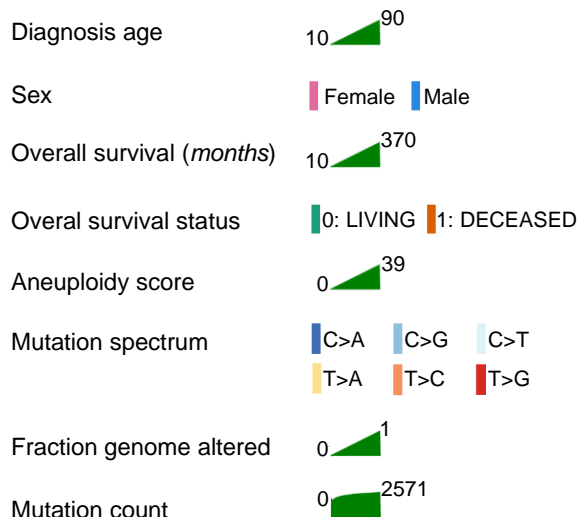 Diagnosis age 10 90
Sex Female Male
Overall survival (months) 10 370
Overal survival status 0: LIVING 1: DECEASED
Aneuploidy score 0 39
Mutation spectrum C>A C>G C>T
T>A T>C T>G
Fraction genome altered 0 1
Mutation count 0 2571